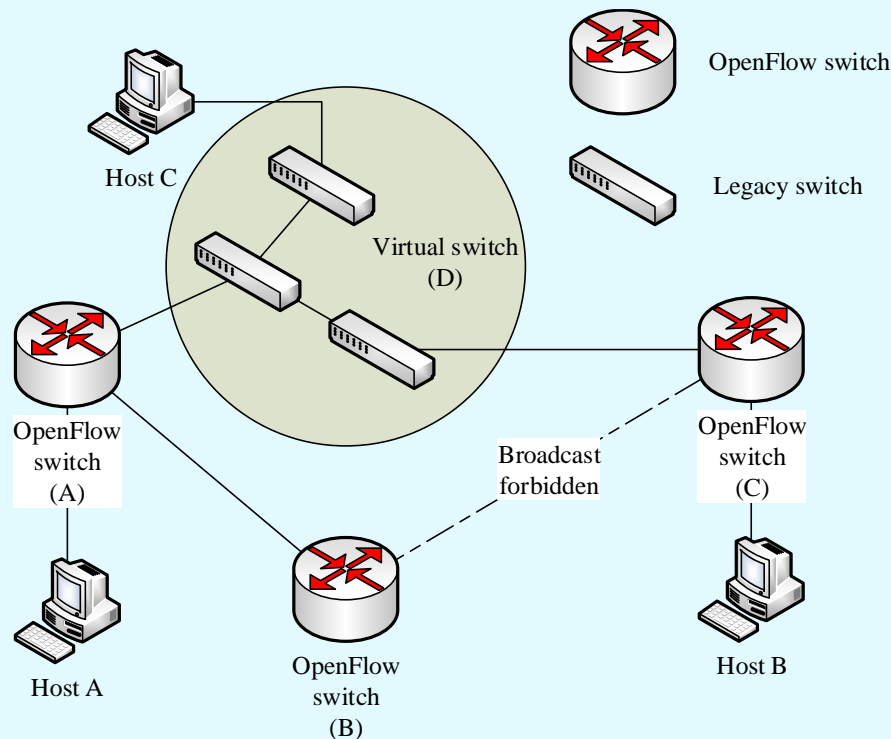 OpenFlow switch
Host C
Legacy switch
Virtual switch
(D)
OpenFlow
switch
(A)
OpenFlow
switch
(C)
Broadcast
forbidden
Host A
OpenFlow
switch
(B)
Host B